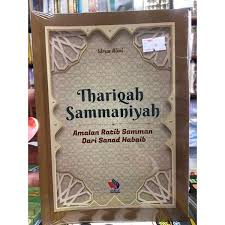 Idrus Alwi
Thariqah
Sammaniyah
Amalan Ratib Samman
Dari Sanad Habaib